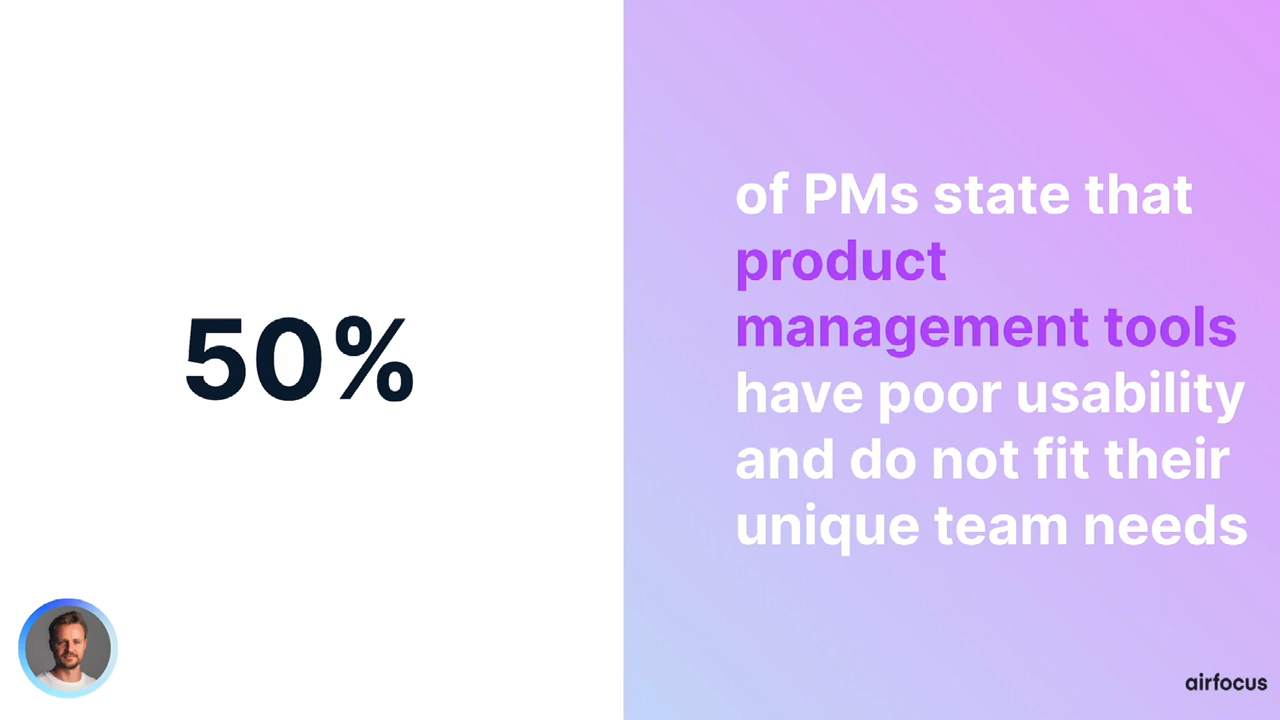 50%
of PMs state that
product
management tools
have poor usability
and do not fit their
unique team needs
airfocus